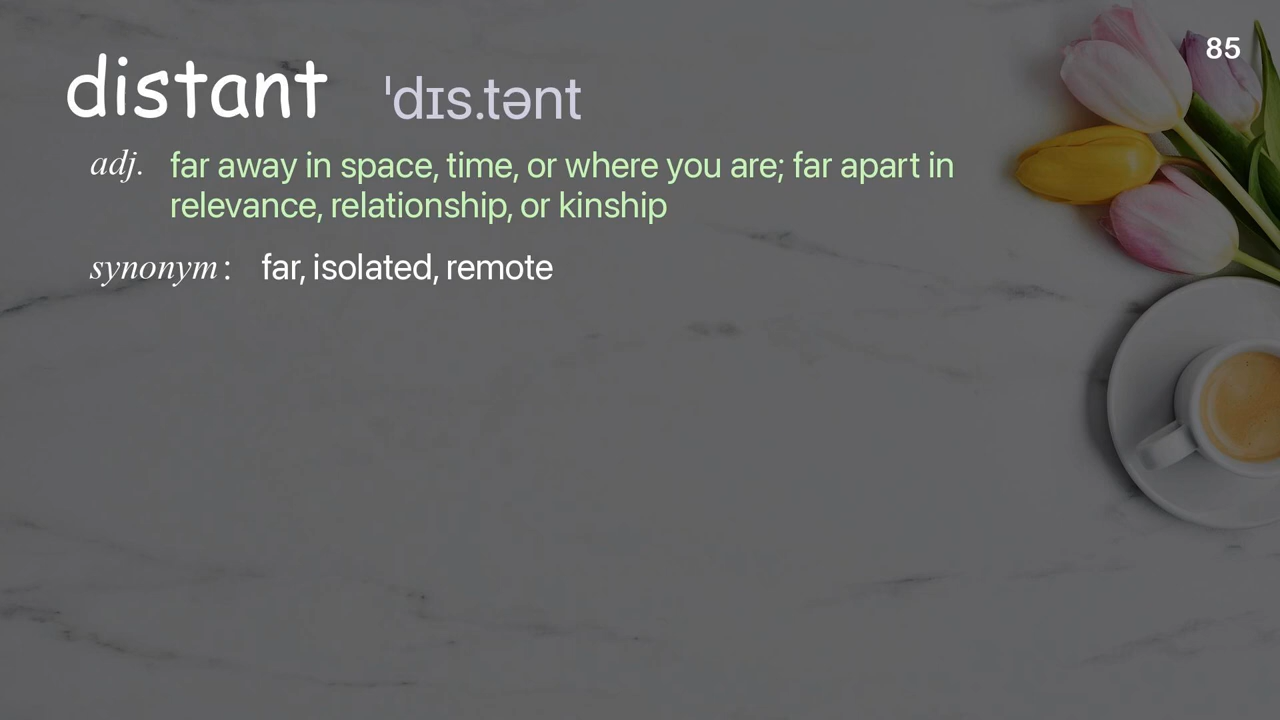 85
distant ˈdɪs.tənt
adj. far away in space, time, or where you are; far apart in
relevance, relationship, or kinship
synonym : far, isolated, remote